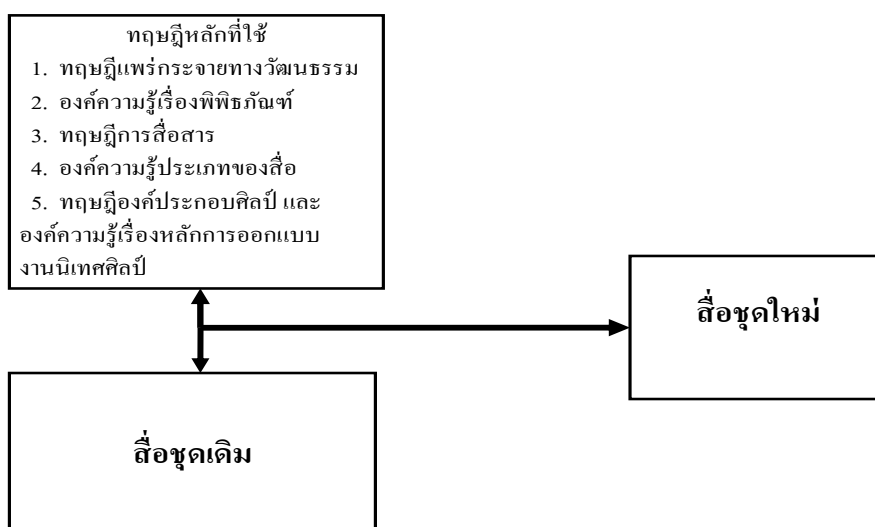 ทฤษฎีหลักที่ใช้
1. ทฤษฎีแพร่กระจายทางวัฒนธรรม
2. องค์ความรู้เรื่องพิพิธภัณฑ์
3. ทฤษฎีการสื่อสาร
4. องค์ความรู้ประเภทของสื่อ
5. ทฤษฎีองค์ประกอบศิลป์ และ
องค์ความรู้เรื่องหลักการออกแบบ
งานนิเทศศิลป์
สื่อชุดใหม่
สื่อชุดเดิม